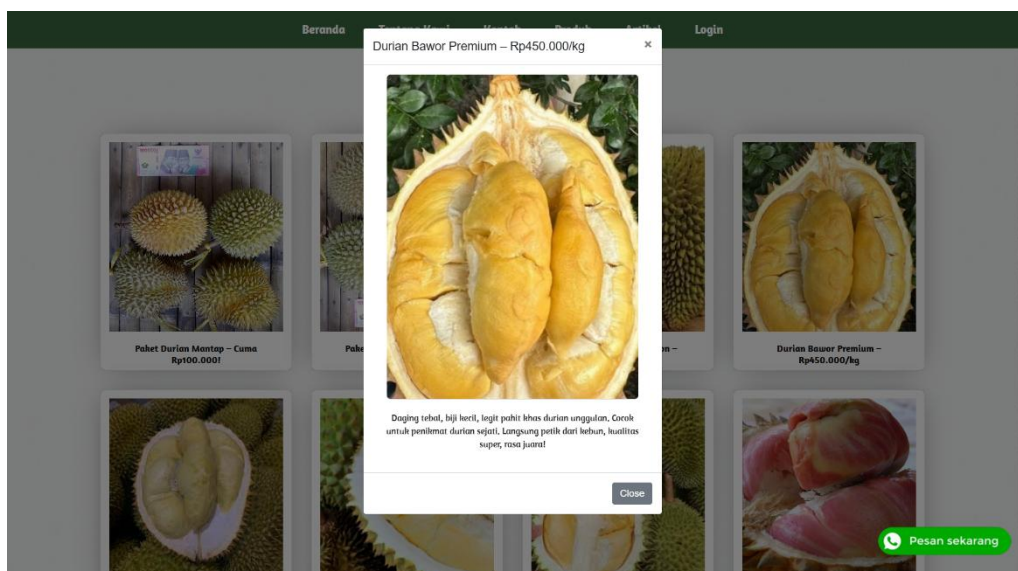 Beranda
Login
Durian Bawor Premium – Rp450.000/kg
×
Paket Durian Mantap – Cuma
Rp100.000!
Durian Bawor Premium –
Rp450.000/kg
Daging tebal, biji kecil, legit pahit khas durian unggulan. Cocok
untuk penikmat durian sejati. Langsung petik dari kebun, kualitas
super, rasa juara!
Close
Pesan sekarang